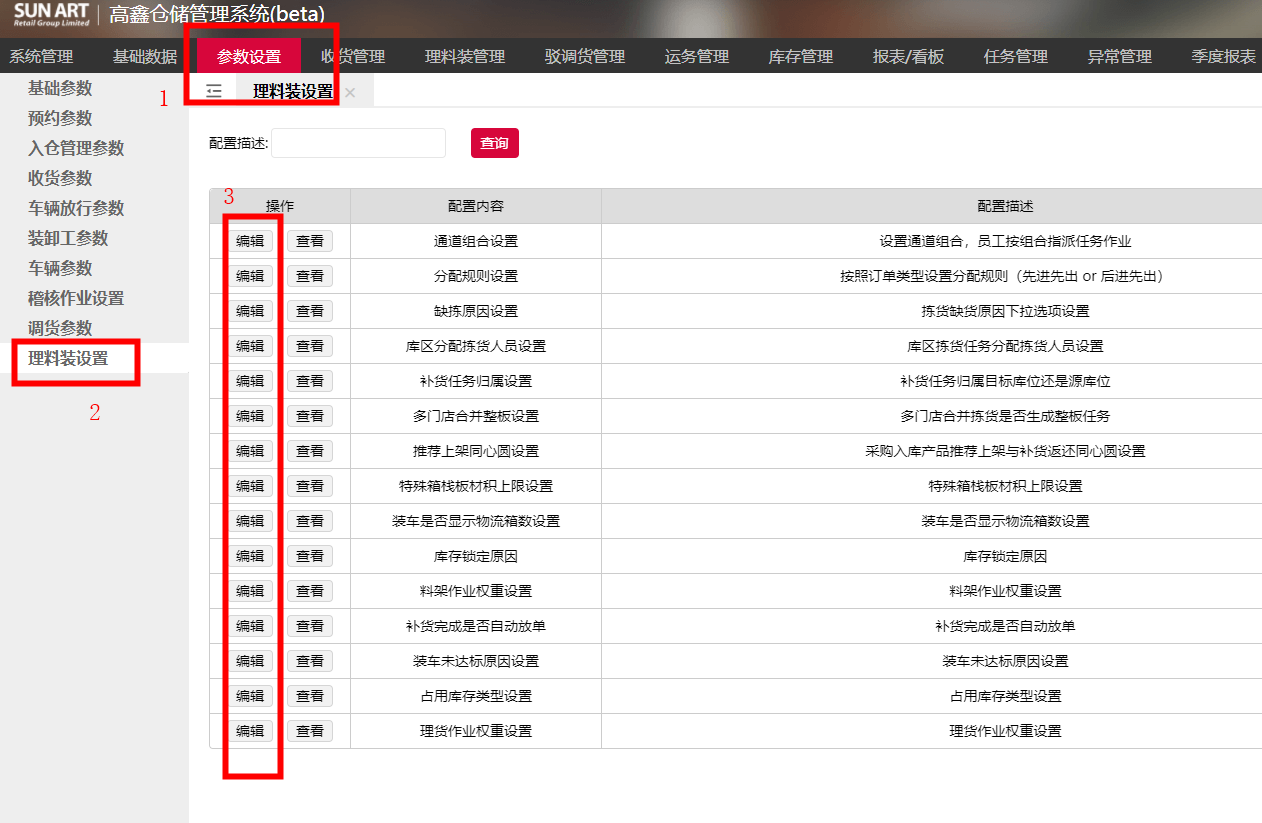 SUN ART
Retail Group Limited
高鑫仓储管理系统(beta)
系统管理 基础数据 参数设置 收货管理 理料装管理 驳调货管理 运务管理 库存管理 报表/看板 任务管理 异常管理 季度报表
基础参数
预约参数
入仓管理参数
收货参数
车辆放行参数
装卸工参数
车辆参数
稽核作业设置
调货参数
理料装设置
1
2
理料装设置 ×
配置描述: 查询
3
操作 配置内容 配置描述
编辑 查看 通道组合设置 设置通道组合，员工按组合指派任务作业
编辑 查看 分配规则设置 按照订单类型设置分配规则（先进先出 or 后进先出）
编辑 查看 缺拣原因设置 拣货缺货原因下拉选项设置
编辑 查看 库区分配拣货人员设置 库区拣货任务分配拣货人员设置
编辑 查看 补货任务归属设置 补货任务归属目标库位还是源库位
编辑 查看 多门店合并整板设置 多门店合并拣货是否生成整板任务
编辑 查看 推荐上架同心圆设置 采购入库产品推荐上架与补货返还同心圆设置
编辑 查看 特殊箱栈板材积上限设置 特殊箱栈板材积上限设置
编辑 查看 装车是否显示物流箱数设置 装车是否显示物流箱数设置
编辑 查看 库存锁定原因 库存锁定原因
编辑 查看 料架作业权重设置 料架作业权重设置
编辑 查看 补货完成是否自动放单 补货完成是否自动放单
编辑 查看 装车未达标原因设置 装车未达标原因设置
编辑 查看 占用库存类型设置 占用库存类型设置
编辑 查看 理货作业权重设置 理货作业权重设置